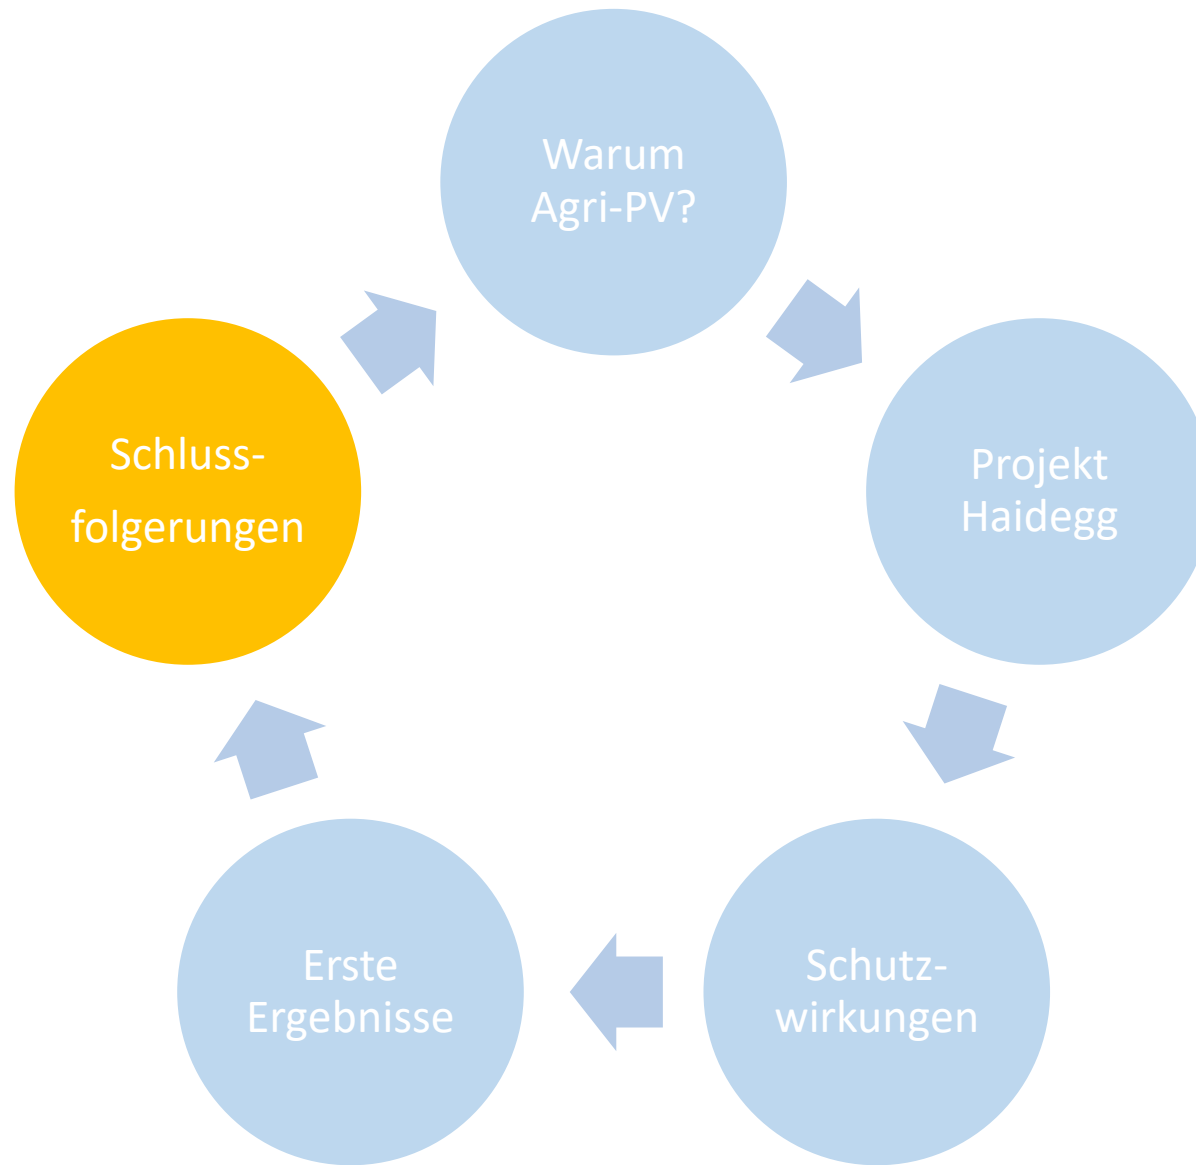 Warum
Agri-PV?
Projekt
Haidegg
Schutz-
wirkungen
Erste
Ergebnisse
Schluss-
folgerungen